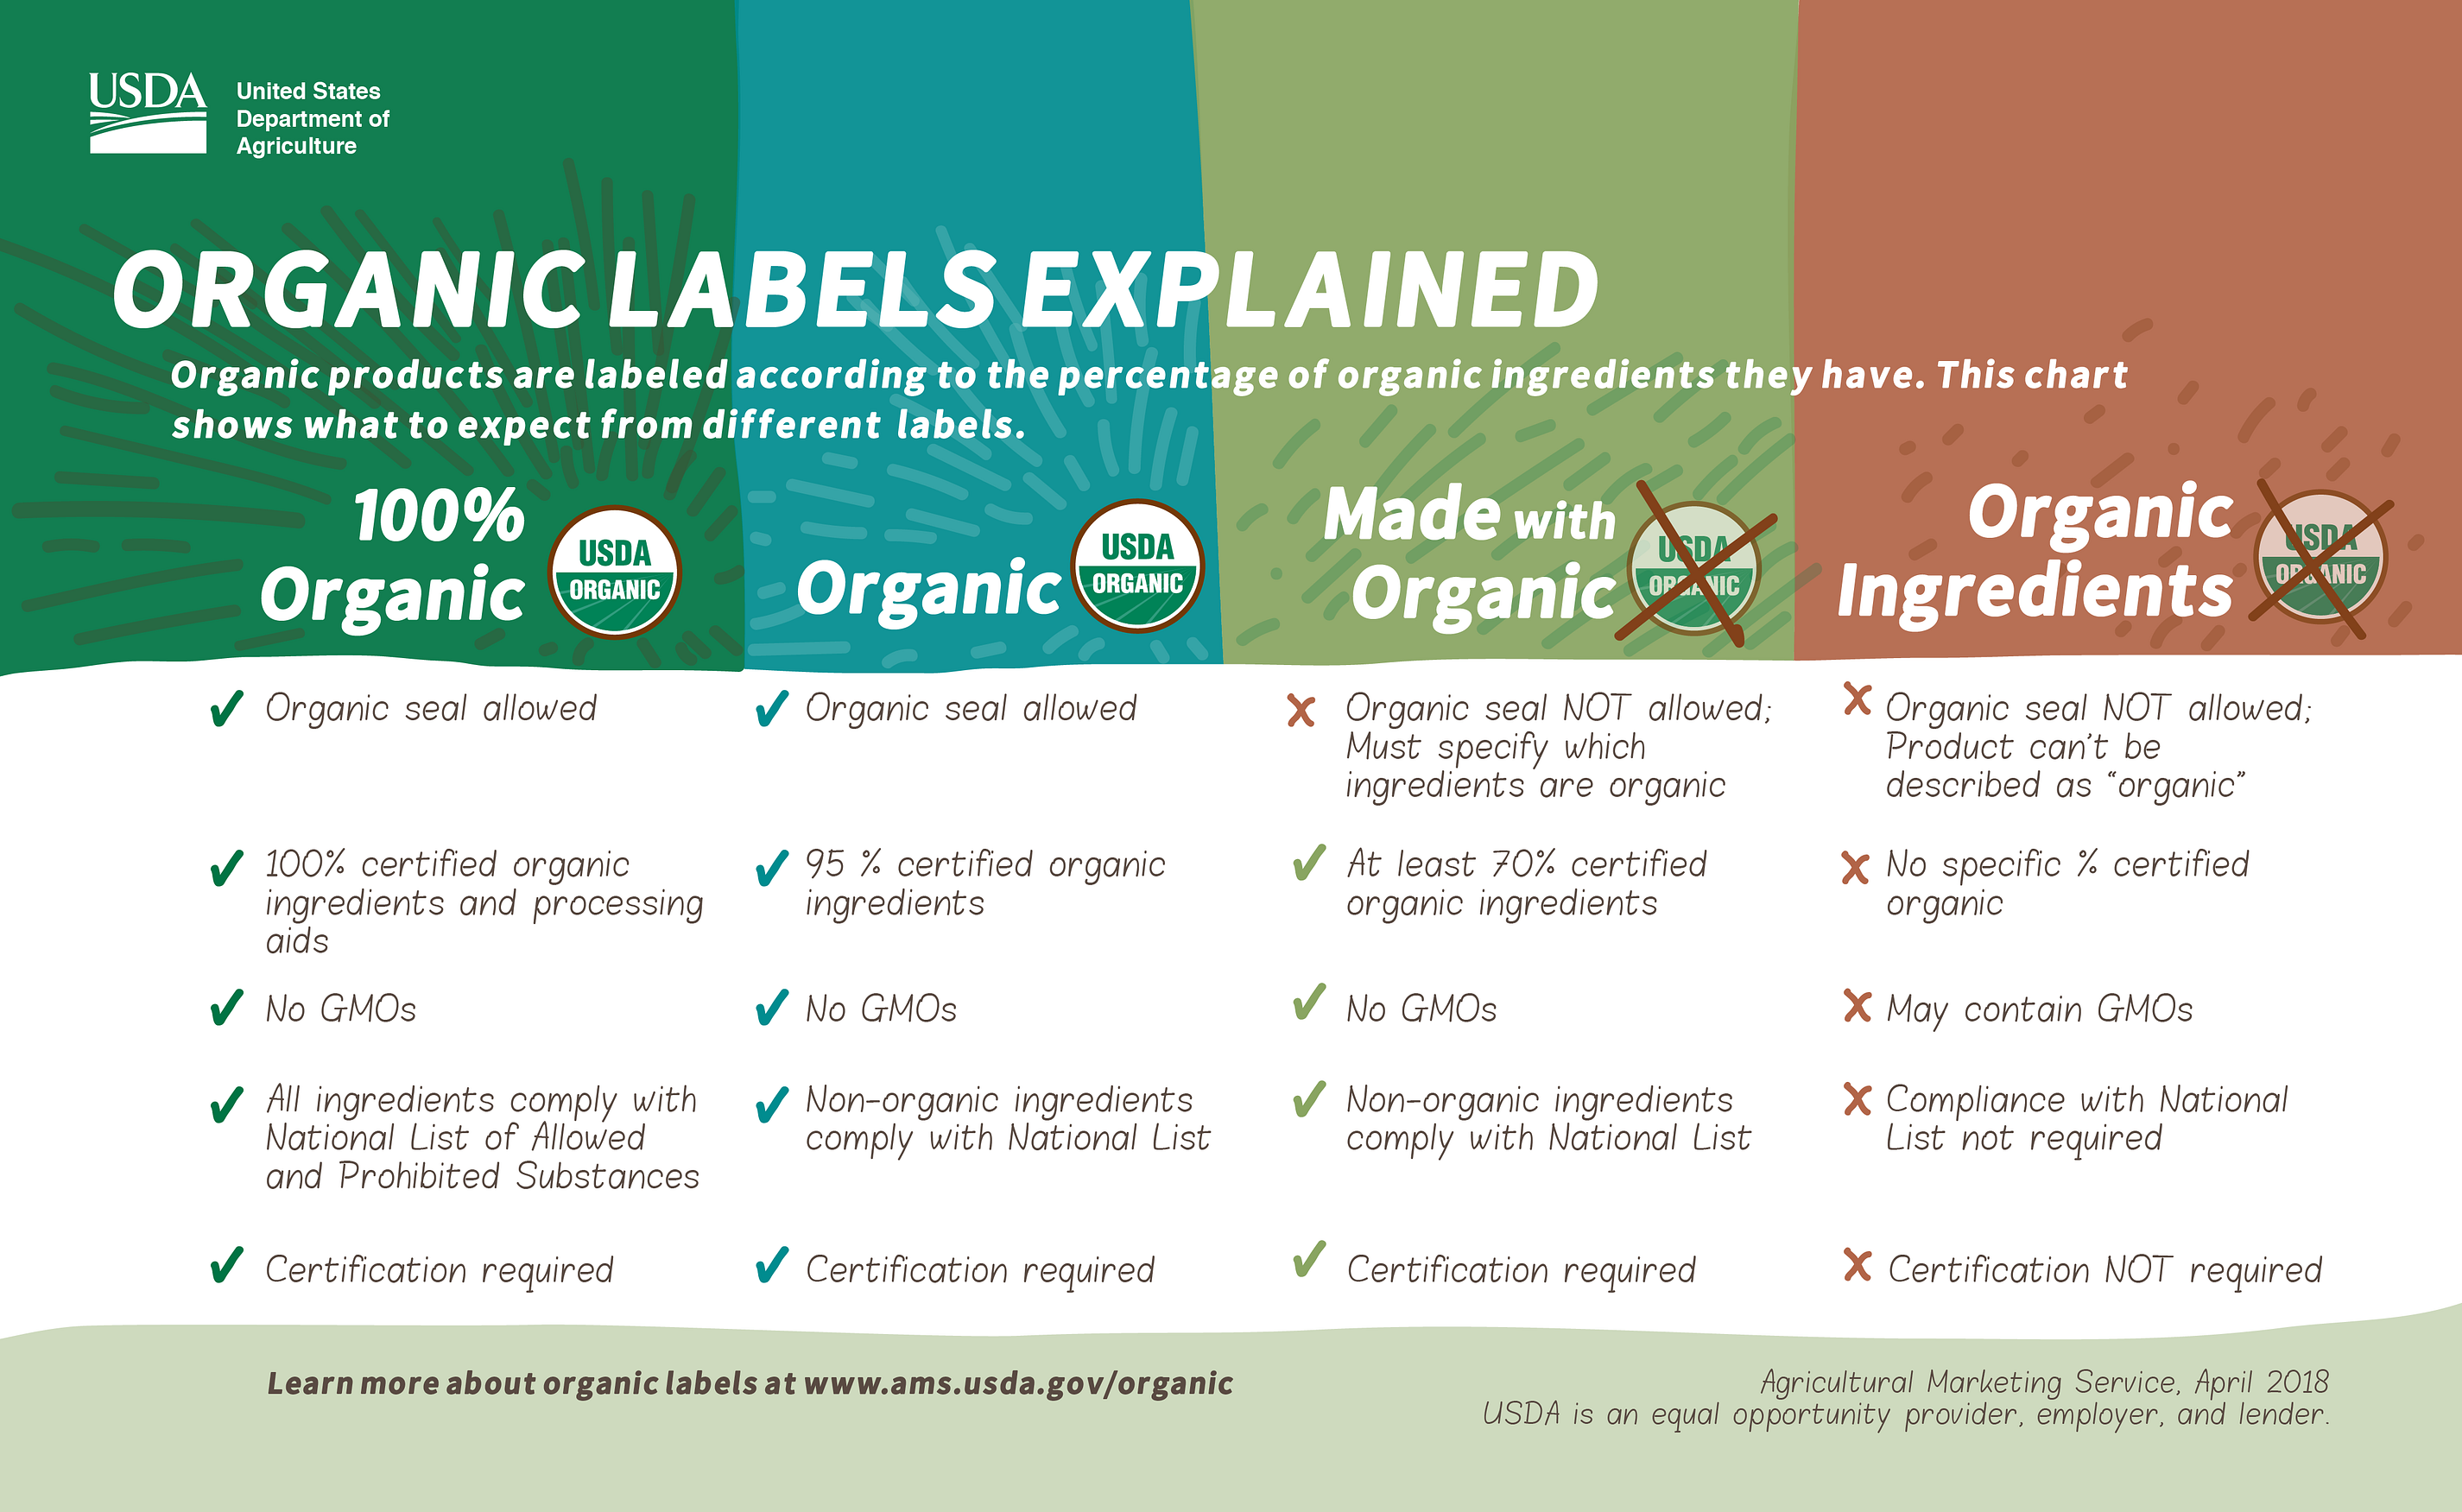 USDA
United States
Department of
Agriculture
ORGANIC LABELS EXPLAINED
Organic products are labeled according to the percentage of organic ingredients they have. This chart
shows what to expect from different labels.
100%
Organic
USDA
ORGANIC
Organic
USDA
ORGANIC
Made with
Organic
USDA
ORGANIC
Organic
Ingredients
USDA
ORGANIC
✓ Organic seal allowed
✓ Organic seal allowed
✗ Organic seal NOT allowed;
Must specify which
ingredients are organic
✗ Organic seal NOT allowed;
Product can't be
described as “organic”
✓ 100% certified organic
ingredients and processing
aids
✓ 95 % certified organic
ingredients
✓ At least 70% certified
organic ingredients
✗ No specific % certified
organic
✓ No GMOs
✓ No GMOs
✓ No GMOs
✗ May contain GMOs
✓ All ingredients comply with
National List of Allowed
and Prohibited Substances
✓ Non-organic ingredients
comply with National List
✓ Non-organic ingredients
comply with National List
✗ Compliance with National
List not required
✓ Certification required
✓ Certification required
✓ Certification required
✗ Certification NOT required
Learn more about organic labels at www.ams.usda.gov/organic
Agricultural Marketing Service, April 2018
USDA is an equal opportunity provider, employer, and lender.